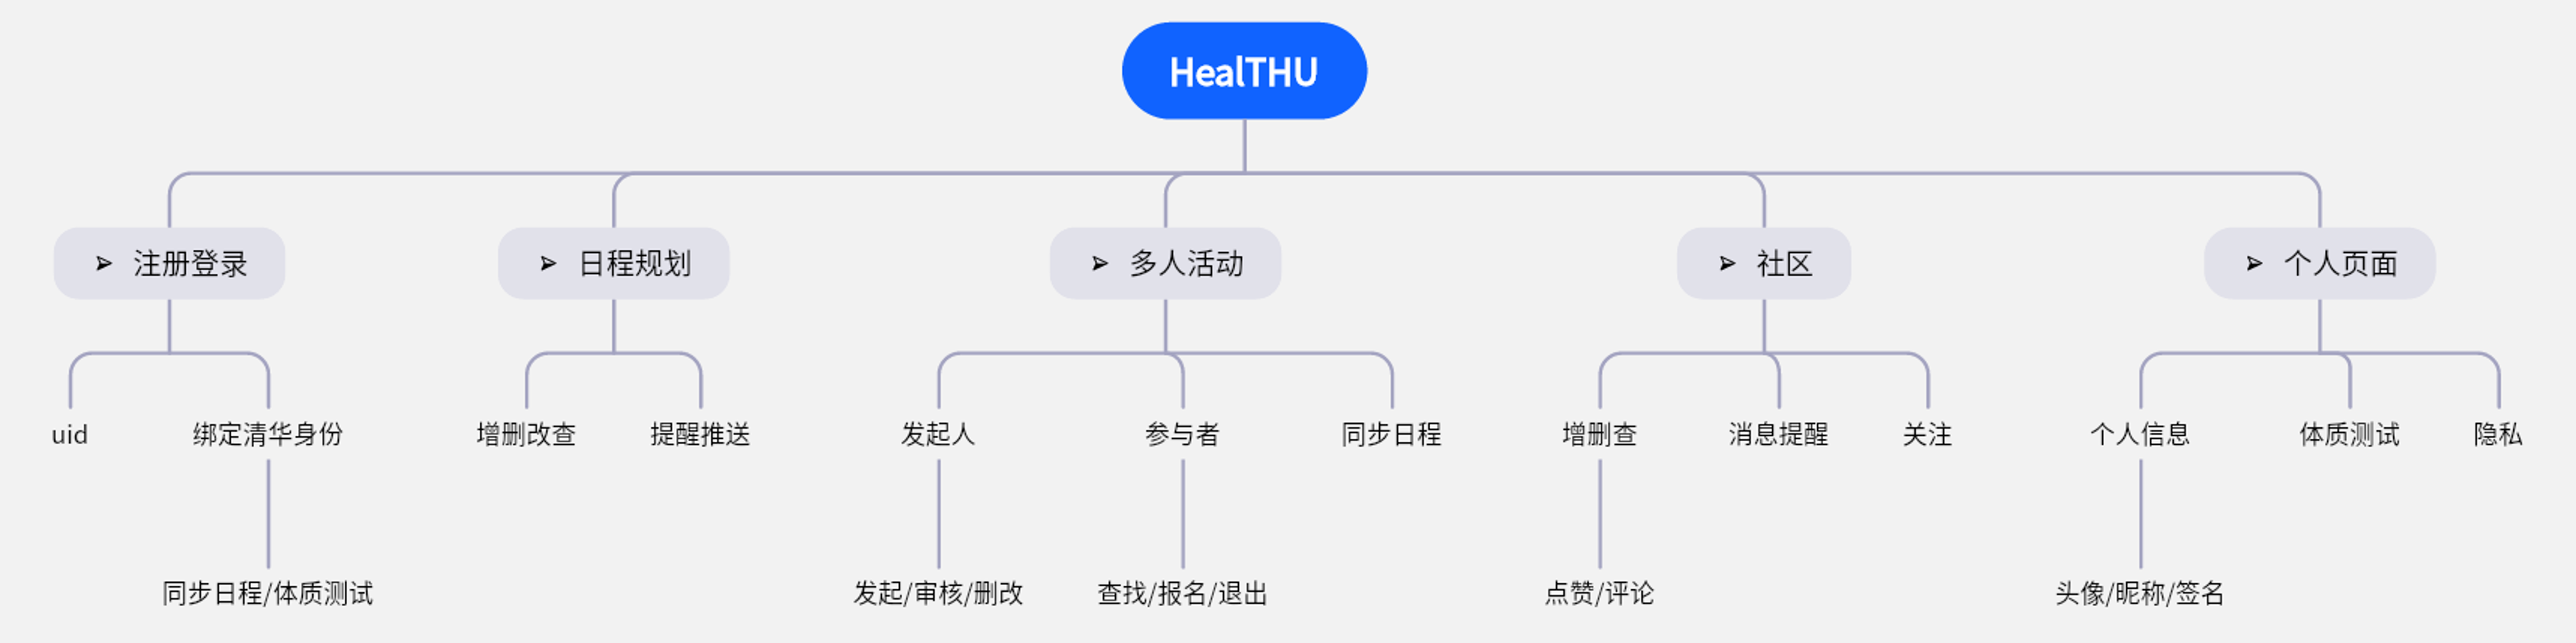 HealTHU
➢ 注册登录
➢ 日程规划
➢ 多人活动
➢ 社区
➢ 个人页面
uid
绑定清华身份
增删改查
提醒推送
发起人
参与者
同步日程
增删查
消息提醒
关注
个人信息
体质测试
隐私
同步日程/体质测试
发起/审核/删改
查找/报名/退出
点赞/评论
头像/昵称/签名